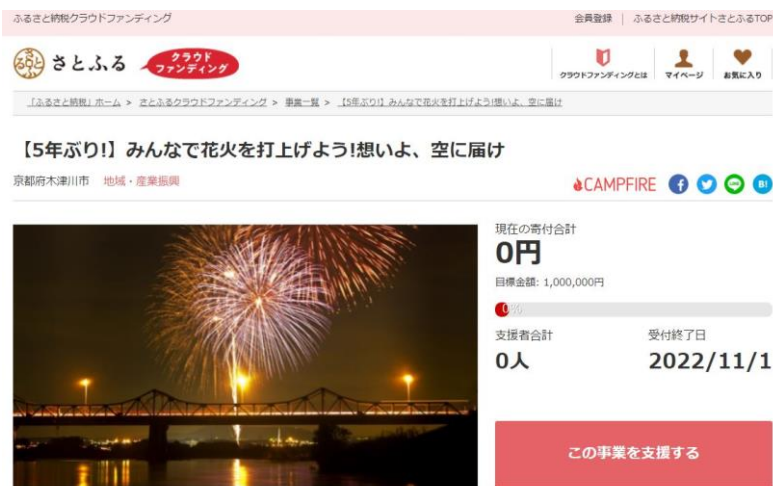 ふるさと納税クラウドファンディング
会員登録 | ふるさと納税サイトさとふるTOP
さとふる
さとふる クラウド
ファンディング
クラウドファンディングとは マイページ お気に入り
「ふるさと納税」ホーム > さとふるクラウドファンディング > 事業一覧 > 【5年ぶり!】みんなで花火を打上げよう!想いよ、空に届け
【5年ぶり!】みんなで花火を打上げよう!想いよ、空に届け
京都府木津川市 地域・産業振興
CAMPFIRE f LINE B!
現在の寄付合計
0円
目標金額: 1,000,000円
0%
支援者合計 受付終了日
0人 2022/11/1
この事業を支援する